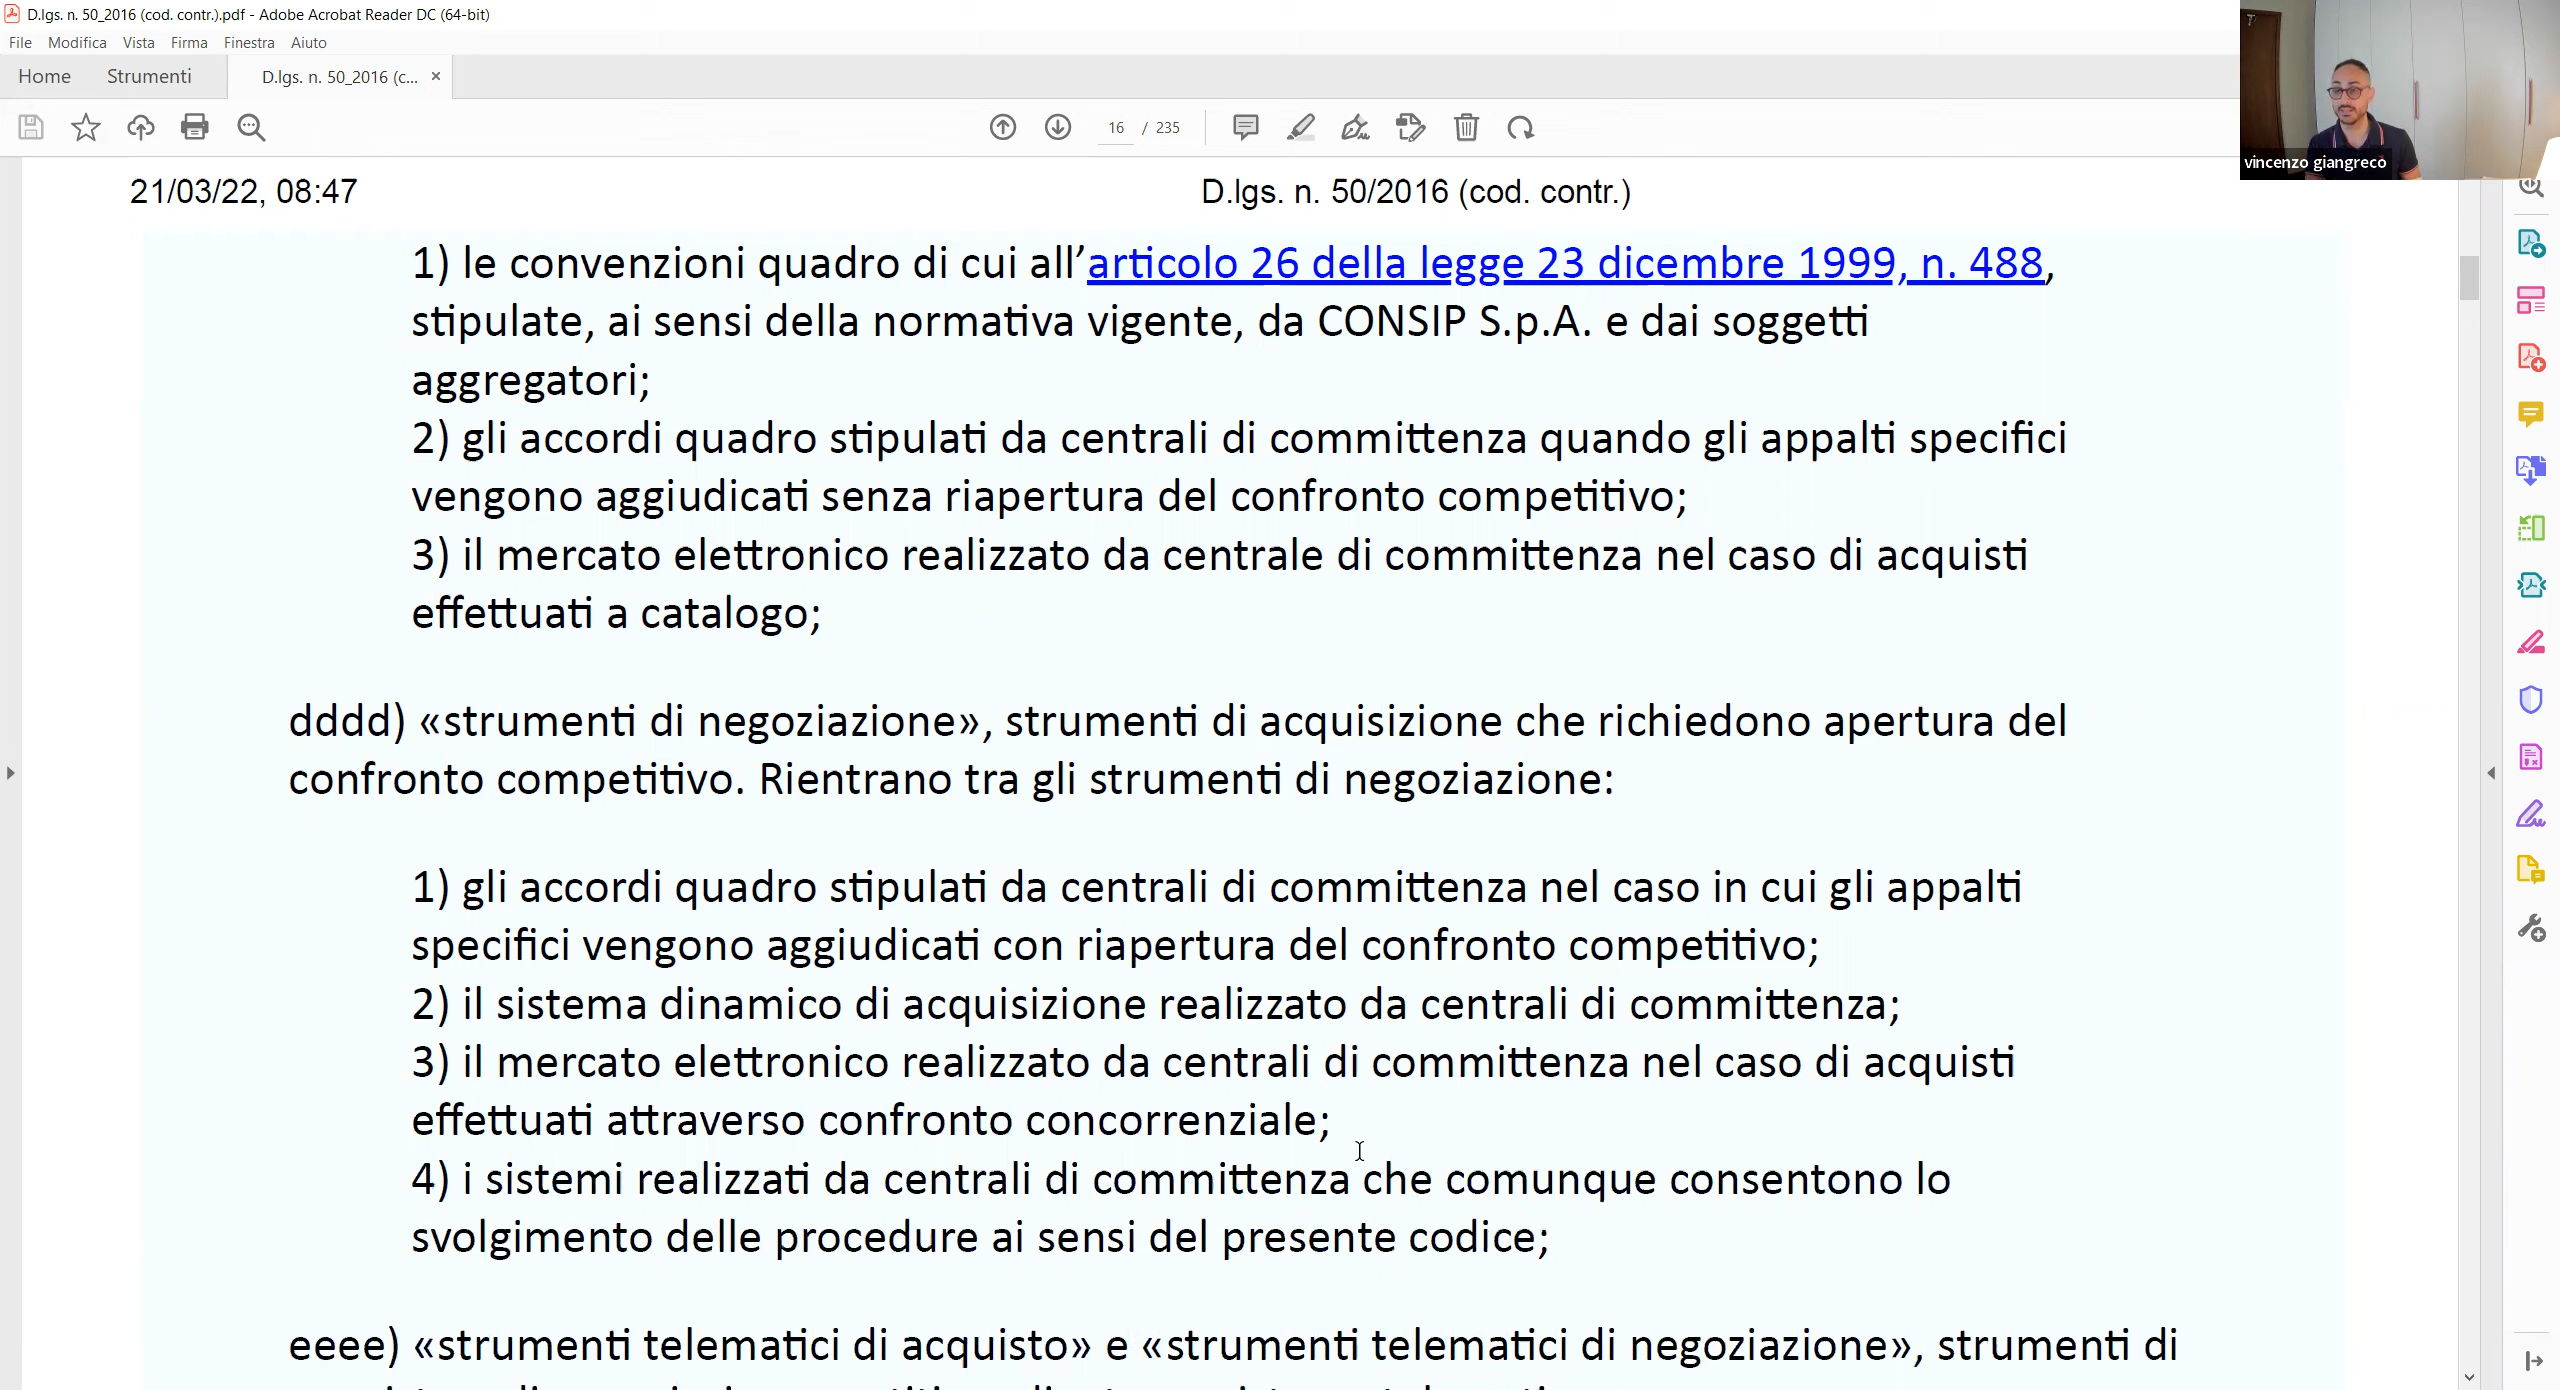 D.lgs. n. 50_2016 (cod. contr.).pdf - Adobe Acrobat Reader DC (64-bit)
File Modifica Vista Firma Finestra Aiuto
Home Strumenti D.lgs. n. 50_2016 (c... ×
16 / 235
vincenzo giangreco
21/03/22, 08:47 D.lgs. n. 50/2016 (cod. contr.)
1) le convenzioni quadro di cui all’articolo 26 della legge 23 dicembre 1999, n. 488,
stipulate, ai sensi della normativa vigente, da CONSIP S.p.A. e dai soggetti
aggregatori;
2) gli accordi quadro stipulati da centrali di committenza quando gli appalti specifici
vengono aggiudicati senza riapertura del confronto competitivo;
3) il mercato elettronico realizzato da centrale di committenza nel caso di acquisti
effettuati a catalogo;
dddd) «strumenti di negoziazione», strumenti di acquisizione che richiedono apertura del
confronto competitivo. Rientrano tra gli strumenti di negoziazione:
1) gli accordi quadro stipulati da centrali di committenza nel caso in cui gli appalti
specifici vengono aggiudicati con riapertura del confronto competitivo;
2) il sistema dinamico di acquisizione realizzato da centrali di committenza;
3) il mercato elettronico realizzato da centrali di committenza nel caso di acquisti
effettuati attraverso confronto concorrenziale;
4) i sistemi realizzati da centrali di committenza che comunque consentono lo
svolgimento delle procedure ai sensi del presente codice;
eeee) «strumenti telematici di acquisto» e «strumenti telematici di negoziazione», strumenti di